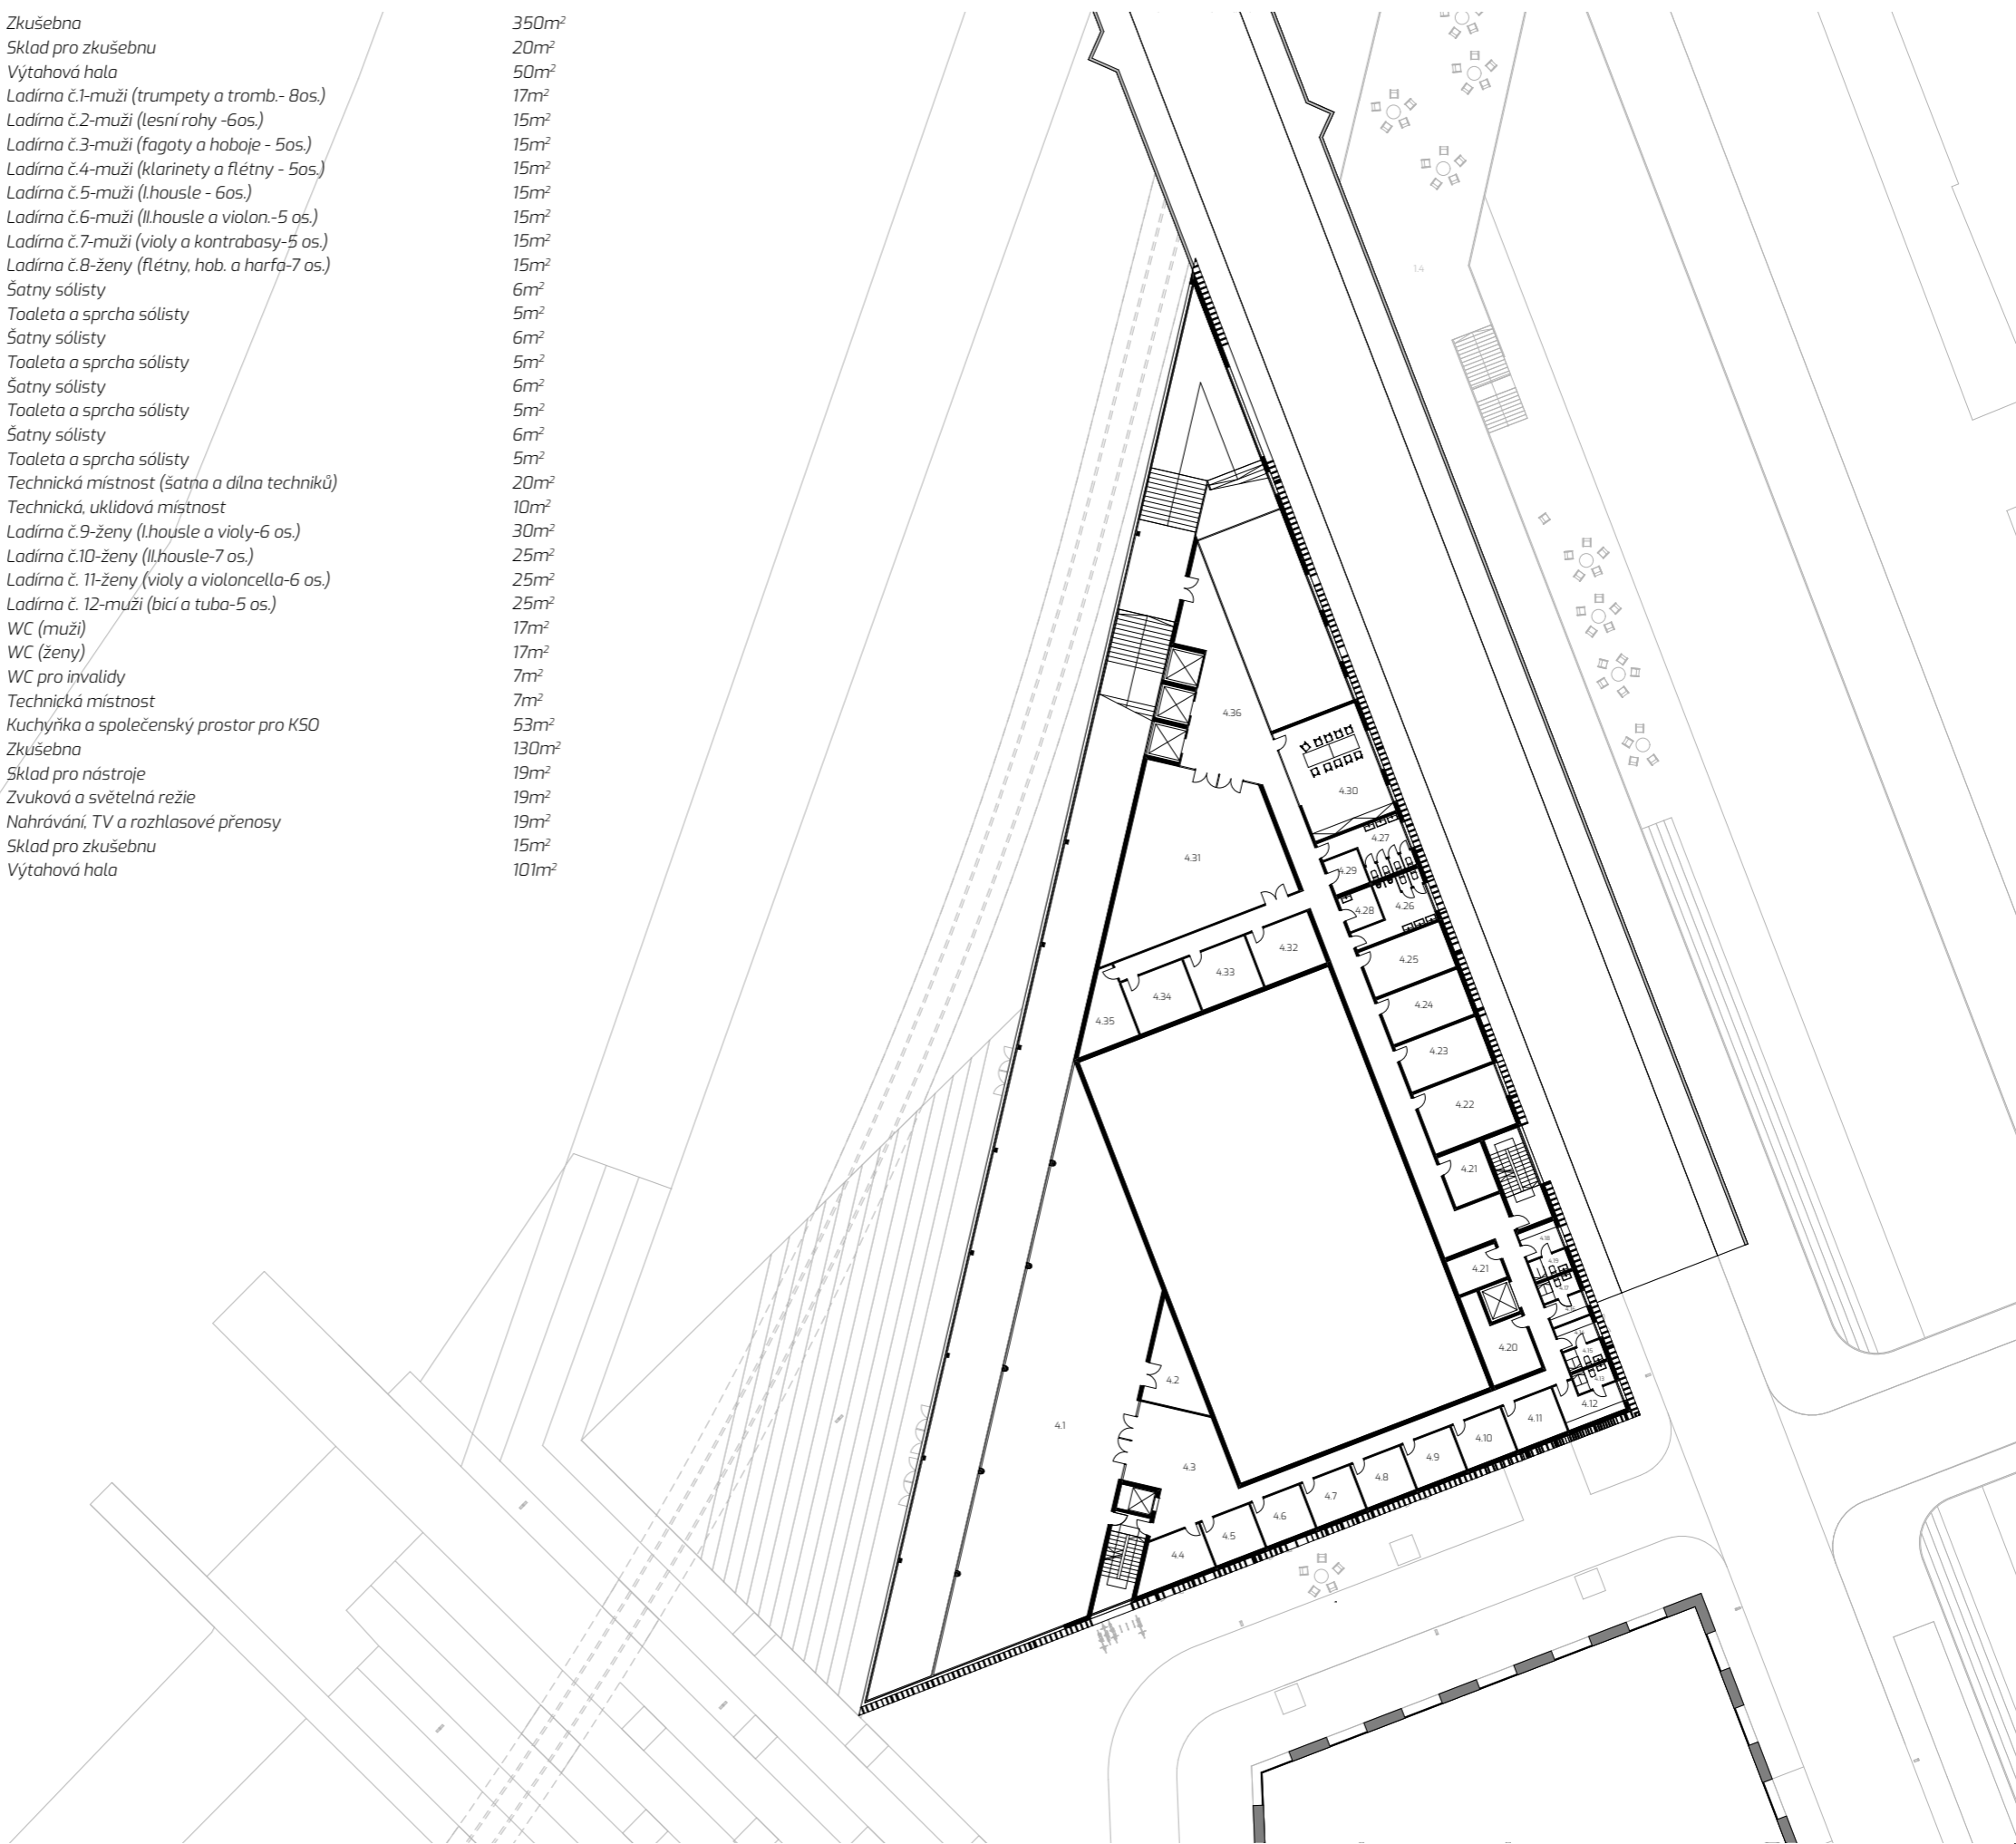 Zkušebna 350m²
Sklad pro zkušebnu 20m²
Výtahová hala 50m²
Ladírna č.1-muži (trumpety a tromb.- 8os.) 17m²
Ladírna č.2-muži (lesní rohy -6os.) 15m²
Ladírna č.3-muži (fagoty a hoboje - 5os.) 15m²
Ladírna č.4-muži (klarinety a flétny - 5os.) 15m²
Ladírna č.5-muži (I.housle - 6os.) 15m²
Ladírna č.6-muži (II.housle a violon.-5 os.) 15m²
Ladírna č.7-muži (violy a kontrabasy-5 os.) 15m²
Ladírna č.8-ženy (flétny, hob. a harfa-7 os.) 15m²
Šatny sólisty 6m²
Toaleta a sprcha sólisty 5m²
Šatny sólisty 6m²
Toaleta a sprcha sólisty 5m²
Šatny sólisty 6m²
Toaleta a sprcha sólisty 5m²
Šatny sólisty 6m²
Toaleta a sprcha sólisty 5m²
Technická místnost (šatna a dílna techniků) 20m²
Technická, uklidová místnost 10m²
Ladírna č.9-ženy (I.housle a violy-6 os.) 30m²
Ladírna č.10-ženy (II.housle-7 os.) 25m²
Ladírna č. 11-ženy (violy a violoncella-6 os.) 25m²
Ladírna č. 12-muži (bicí a tuba-5 os.) 25m²
WC (muži) 17m²
WC (ženy) 17m²
WC pro invalidy 7m²
Technická místnost 7m²
Kuchyňka a společenský prostor pro KSO 53m²
Zkušebna 130m²
Sklad pro nástroje 19m²
Zvuková a světelná režie 19m²
Nahrávání, TV a rozhlasové přenosy 19m²
Sklad pro zkušebnu 15m²
Výtahová hala 101m²
1.4
4.36
4.30
4.27
4.31
4.29
4.26
4.28
4.32
4.25
4.33
4.34
4.24
4.35
4.23
4.22
4.21
4.18
4.19
4.21
4.17
4.20
4.15
4.2
4.13
4.12
4.11
4.1
4.10
4.9
4.3
4.8
4.7
4.6
4.5
4.4